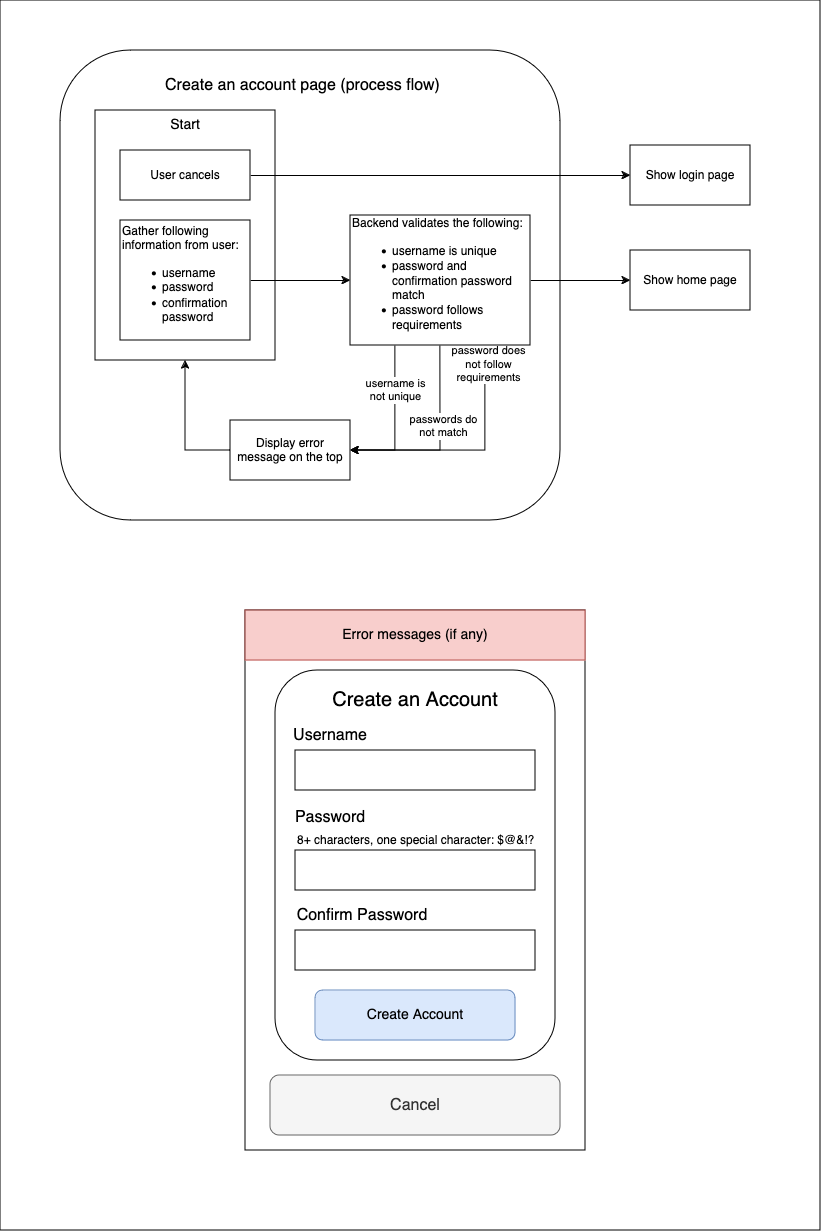 Create an account page (process flow)
Start
User cancels
Show login page
Gather following
information from user:
• username
• password
• confirmation
password
Backend validates the following:
• username is unique
• password and
confirmation password
match
• password follows
requirements
Show home page
password does
not follow
requirements
username is
not unique
passwords do
not match
Display error
message on the top
Error messages (if any)
Create an Account
Username
Password
8+ characters, one special character: $@&!?
Confirm Password
Create Account
Cancel